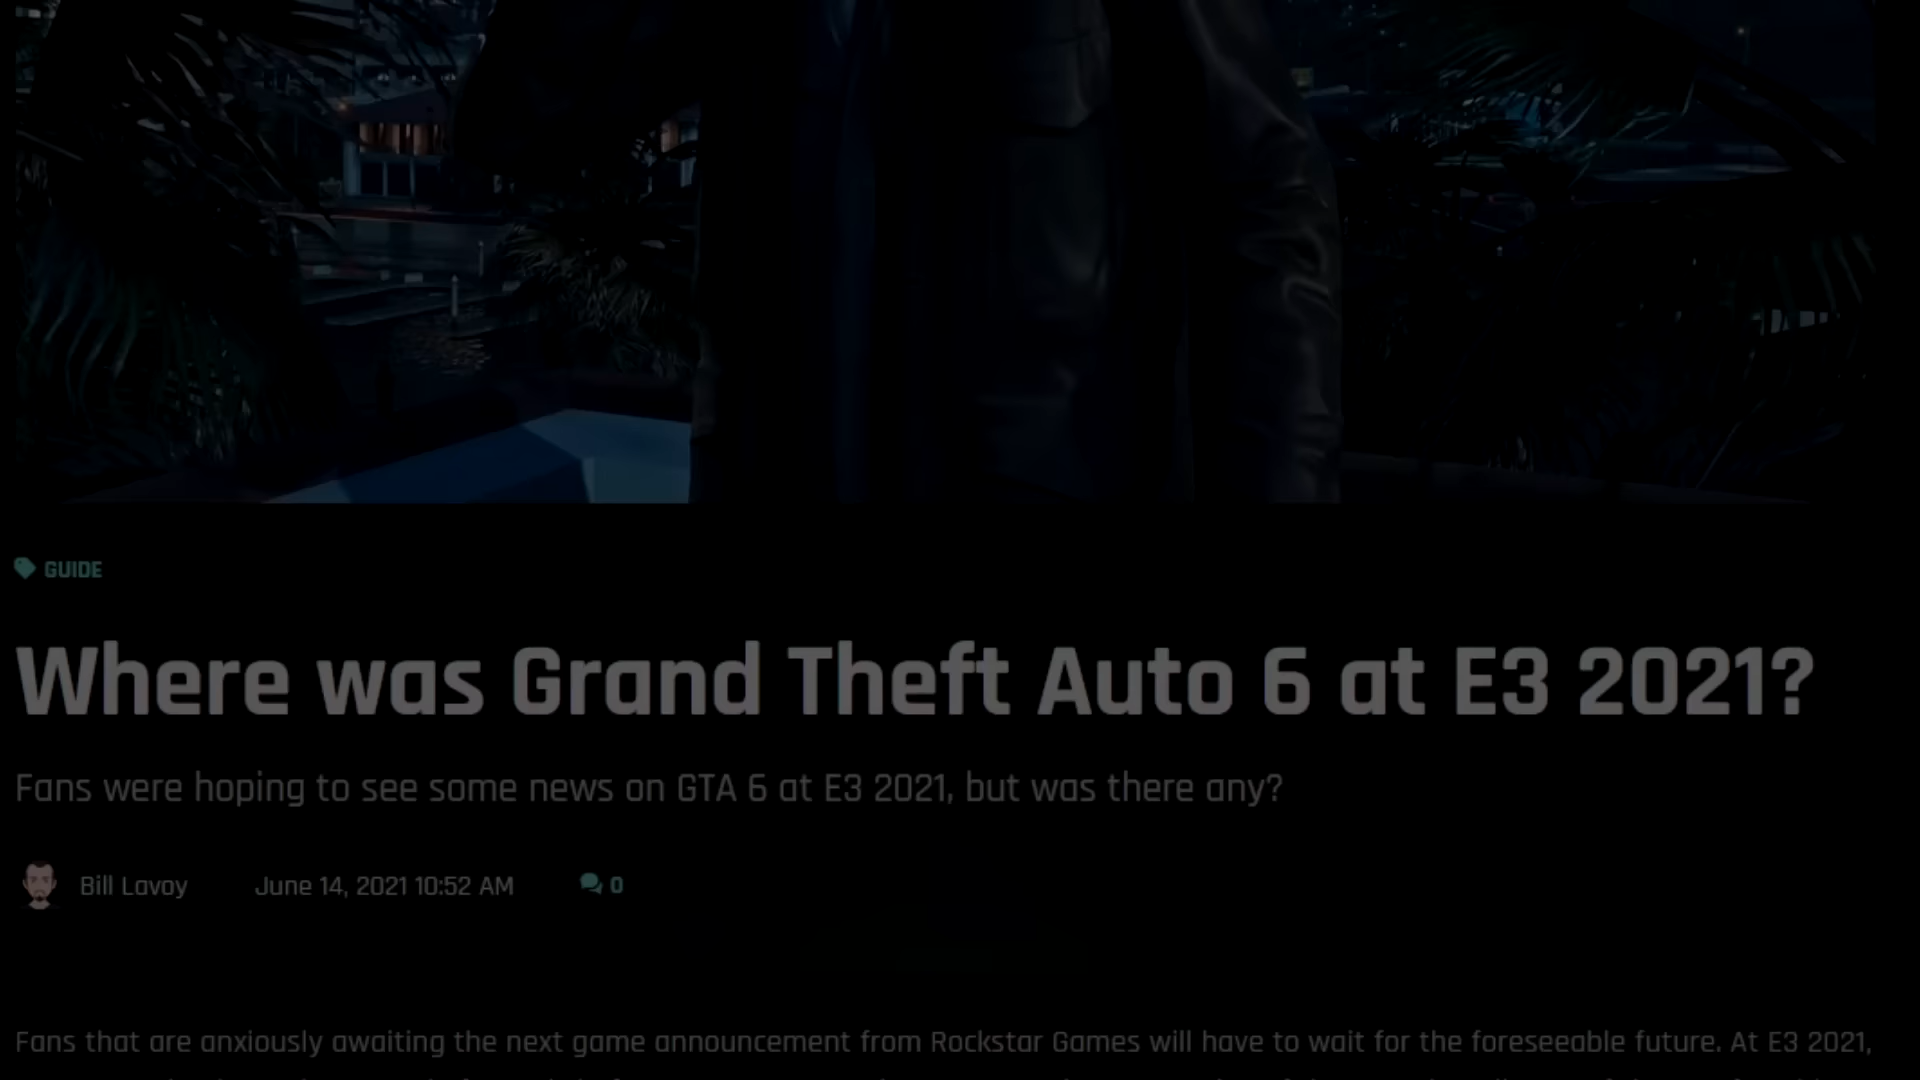 GUIDE
Where was Grand Theft Auto 6 at E3 2021?
Fans were hoping to see some news on GTA 6 at E3 2021, but was there any?
Bill Lavoy June 14, 2021 10:52 AM 0
Fans that are anxiously awaiting the next game announcement from Rockstar Games will have to wait for the foreseeable future. At E3 2021,